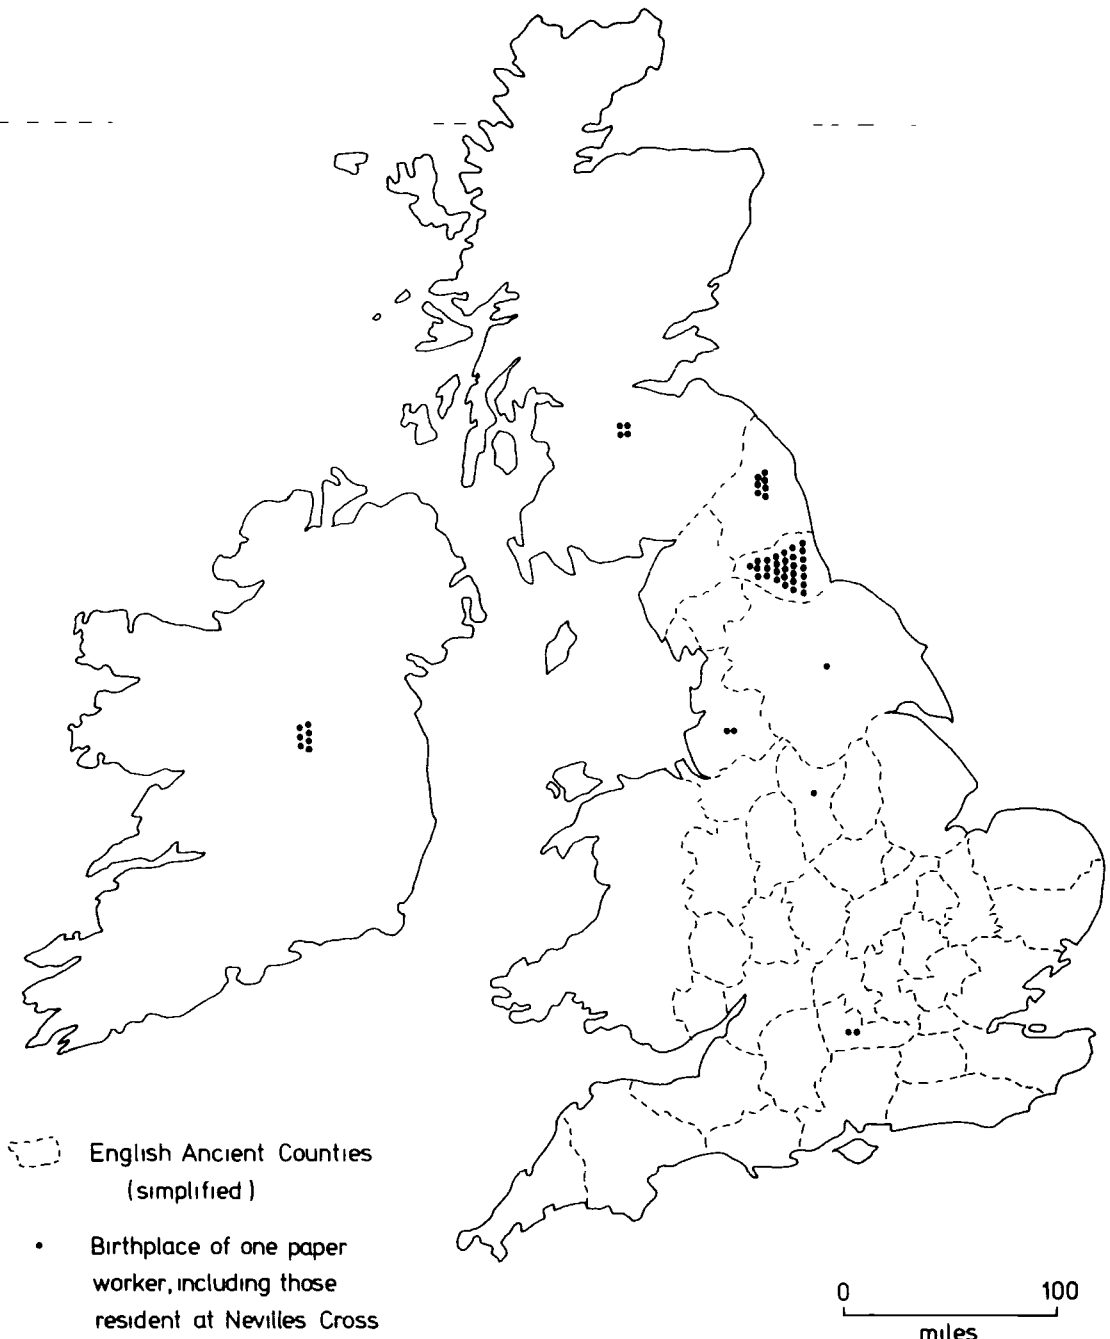 English Ancient Counties
(simplified)
Birthplace of one paper
worker, including those
resident at Nevilles Cross
0 100
miles